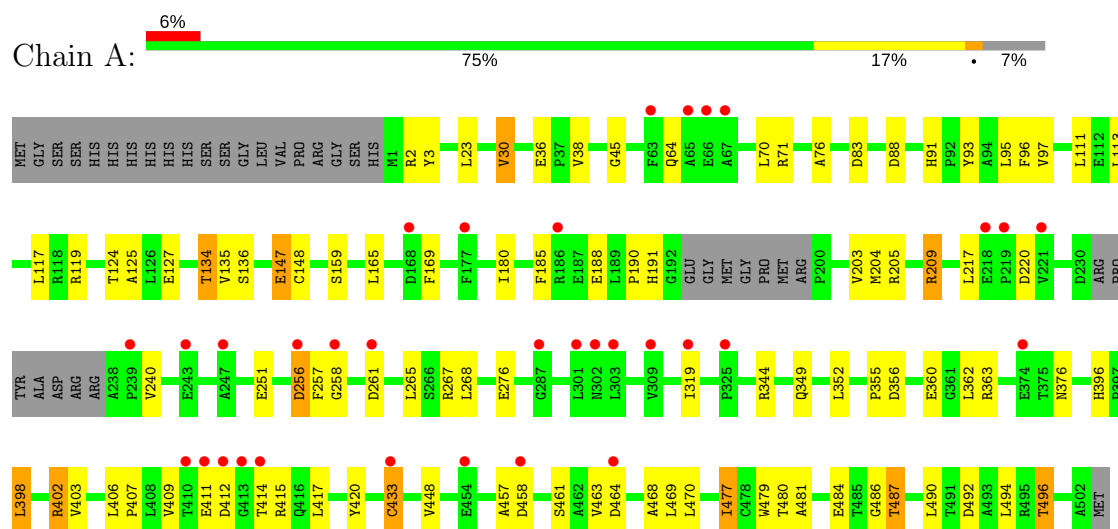 6%
Chain A:
75% 17% • 7%
MET GLY SER SER HIS HIS HIS HIS HIS HIS SER SER GLY LEU VAL PRO ARG GLY SER HIS M1 R2 Y3 L23 V30 E36 P37 V38 G45 F63 Q64 A65 E66 A67 L70 R71 A76 D83 D88 H91 P92 Y93 A94 L95 F96 V97 L111 E112 L113
L117 R118 R119 T124 A125 L126 E127 T134 V135 S136 E147 C148 S159 L165 D168 F169 F177 I180 F185 R186 E187 E188 L189 P190 H191 G192 GLU GLY MET GLY PRO MET ARG P200 V203 M204 R205 R209 L217 E218 P219 D220 V221 D230 ARG PRO
TYR ALA ASP ARG ARG A238 P239 V240 E243 A247 E251 D256 F257 G258 D261 L265 S266 R267 L268 E276 G287 L301 N302 L303 V309 I319 P325 R344 Q349 L352 P355 D356 E360 G361 L362 R363 E374 T375 N376 H396
L398 R402 V403 L406 P407 L408 V409 T410 E411 D412 G413 T414 R415 Q416 L417 Y420 C433 V448 E454 A457 D458 S461 A462 V463 D464 A468 L469 L470 I477 C478 W479 T480 A481 E484 T485 G486 T487 L490 T491 D492 A493 L494 R495 T496 A502 MET